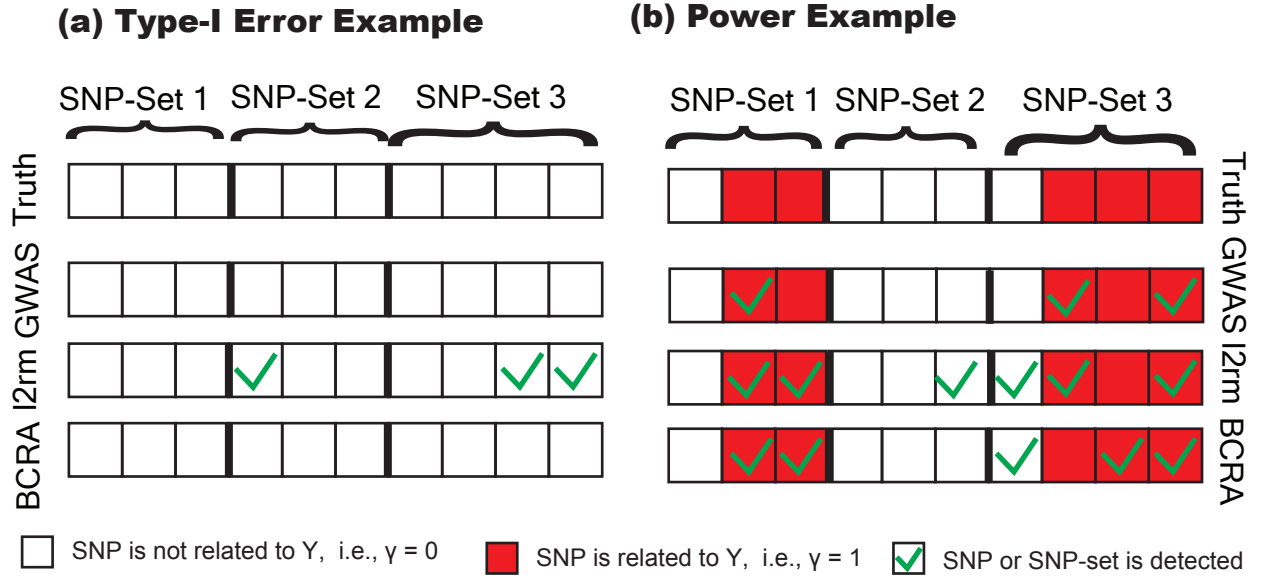 (a) Type-I Error Example
SNP-Set 1 SNP-Set 2 SNP-Set 3
Truth
GWAS
I2rm
BCRA
(b) Power Example
SNP-Set 1 SNP-Set 2 SNP-Set 3
Truth
GWAS
I2rm
BCRA
SNP is not related to Y, i.e., γ = 0
SNP is related to Y, i.e., γ = 1
SNP or SNP-set is detected